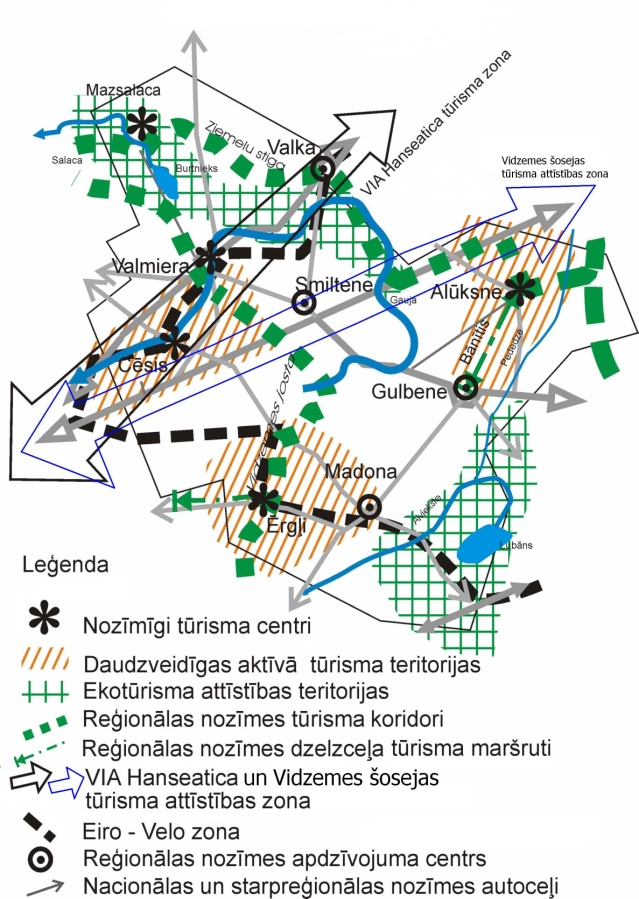 Mazsalaca
Ziemeļu stīga
Valka
VIA Hanseatica tūrisma zona
Salaca
Burtnieks
Vidzemes šosejas
tūrisma attīstības zona
Valmiera
Smiltene
Gauja
Alūksne
Bānītis
Pededze
Cēsis
Gulbene
Madona
Ērgļi
Aiviekste
Lubāns
Leģenda
Nozīmīgi tūrisma centri
Daudzveidīgas aktīvā tūrisma teritorijas
Ekotūrisma attīstības teritorijas
Reģionālas nozīmes tūrisma koridori
Reģionālas nozīmes dzelzceļa tūrisma maršruti
VIA Hanseatica un Vidzemes šosejas
tūrisma attīstības zona
Eiro - Velo zona
Reģionālas nozīmes apdzīvojuma centrs
Nacionālas un starpreģionālas nozīmes autoceļi